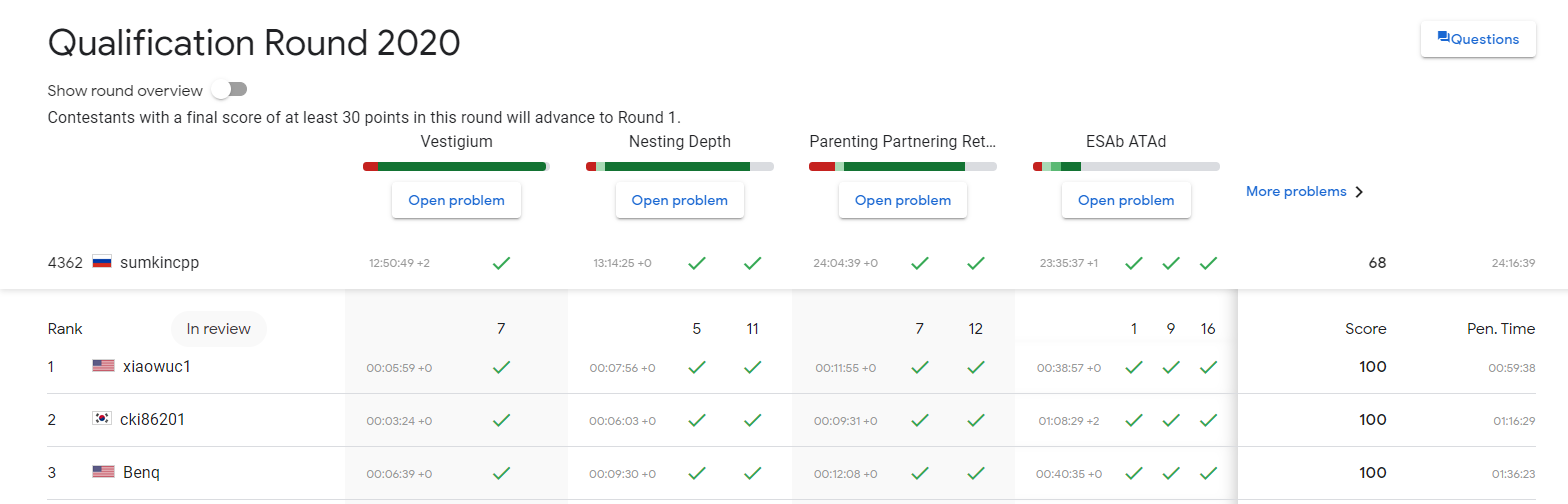 Qualification Round 2020
Questions
Show round overview
Contestants with a final score of at least 30 points in this round will advance to Round 1.
Vestigium Nesting Depth Parenting Partnering Ret... ESAb ATAd
Open problem Open problem Open problem Open problem More problems
4362 sumkincpp 12:50:49 +2 13:14:25 +0 24:04:39 +0 23:35:37 +1 68 24:16:39
Rank In review 7 5 11 7 12 1 9 16 Score Pen. Time
1 xiaowuc1 00:05:59 +0 00:07:56 +0 00:11:55 +0 00:38:57 +0 100 00:59:38
2 cki86201 00:03:24 +0 00:06:03 +0 00:09:31 +0 01:08:29 +2 100 01:16:29
3 Benq 00:06:39 +0 00:09:30 +0 00:12:08 +0 00:40:35 +0 100 01:36:23